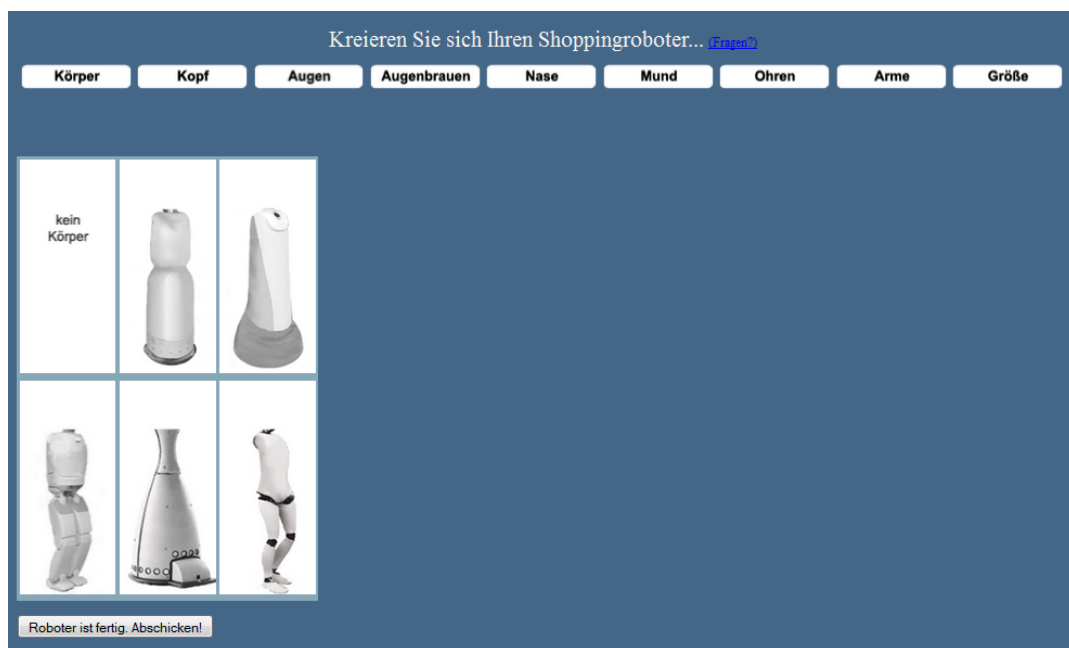 Kreieren Sie sich Ihren Shoppingroboter... (Fragen?)
Körper Kopf Augen Augenbrauen Nase Mund Ohren Arme Größe
kein
Körper
Roboter ist fertig. Abschicken!